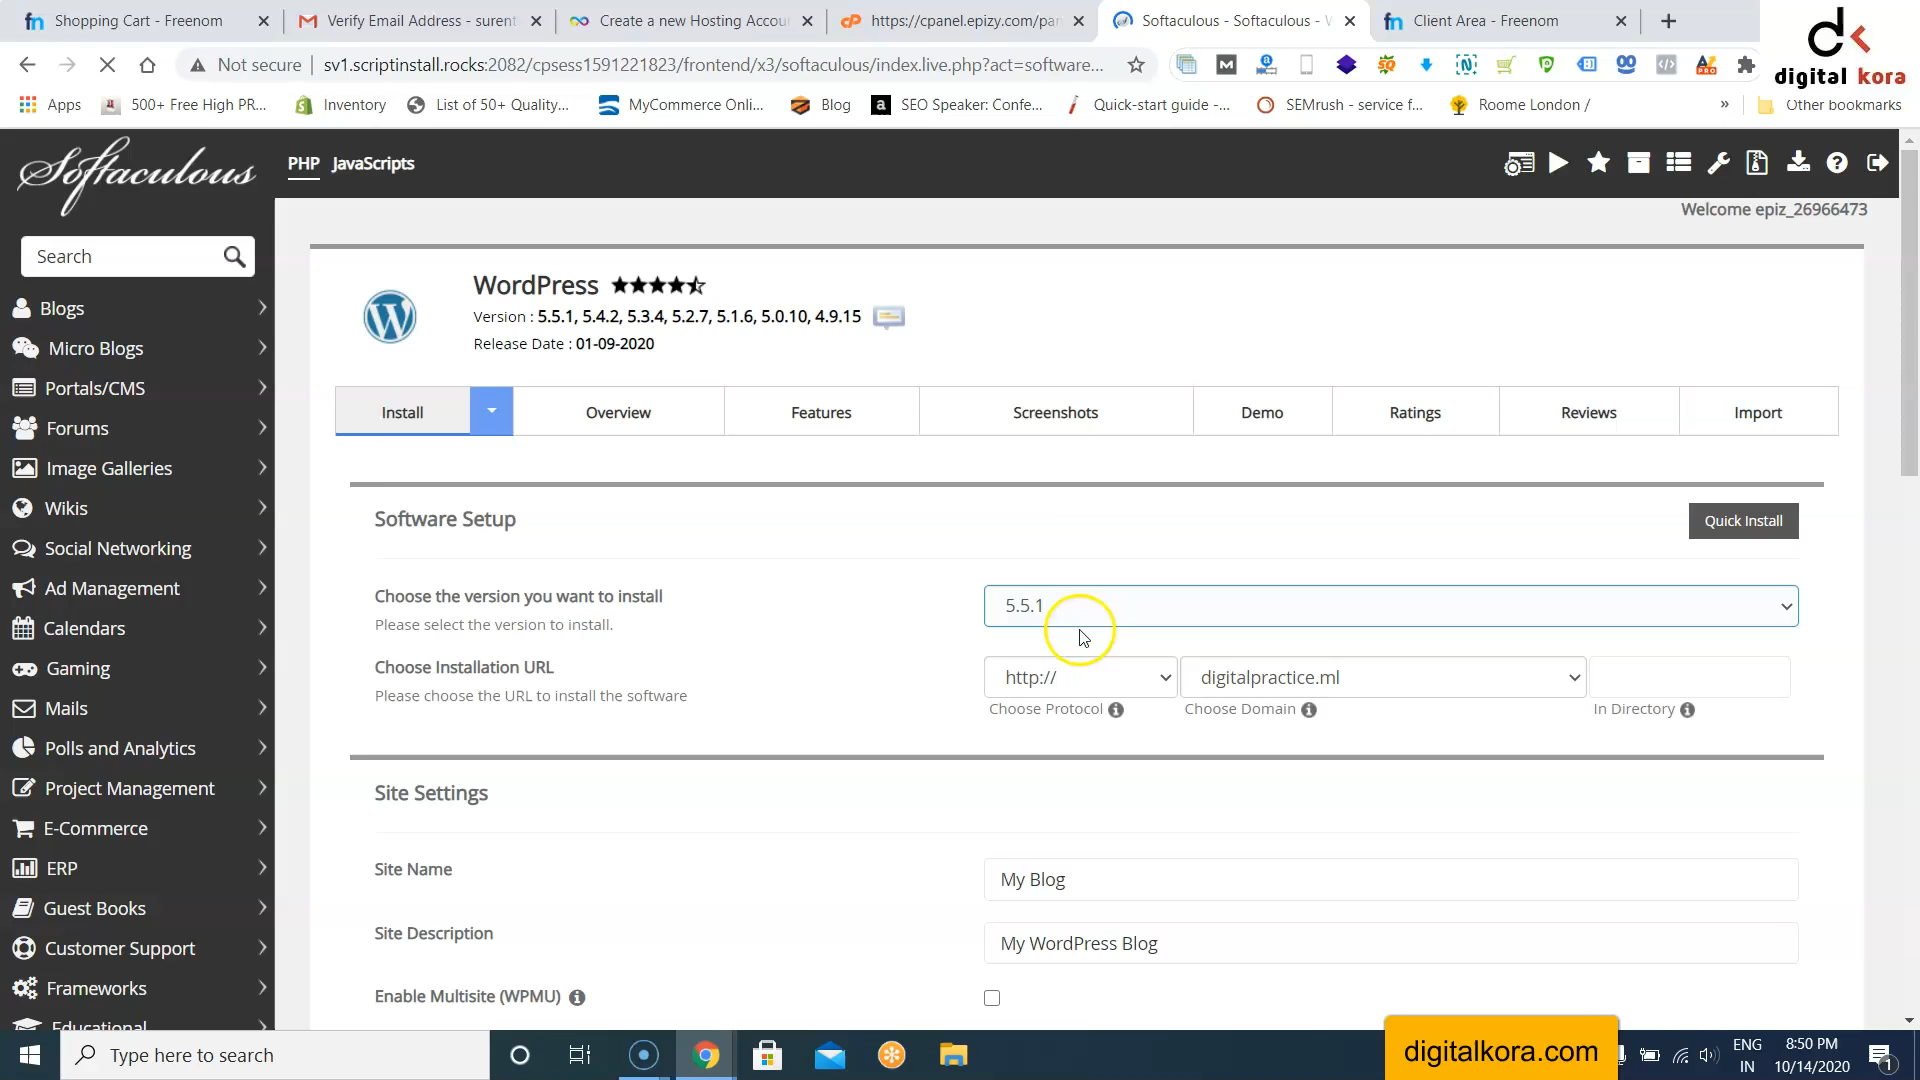 Shopping Cart - Freenom
Verify Email Address - surent
Create a new Hosting Accou
https://cpanel.epizy.com/pan
Softaculous - Softaculous - W
Client Area - Freenom
Not secure
sv1.scriptinstall.rocks:2082/cpsess1591221823/frontend/x3/softaculous/index.live.php?act=software...
digital kora
Apps
500+ Free High PR...
Inventory
List of 50+ Quality...
MyCommerce Onli...
Blog
SEO Speaker: Confe...
Quick-start guide -...
SEMrush - service f...
Roome London /
»
Other bookmarks
Softaculous
PHP
JavaScripts
Welcome epiz_26966473
Search
Blogs
Micro Blogs
Portals/CMS
Forums
Image Galleries
Wikis
Social Networking
Ad Management
Calendars
Gaming
Mails
Polls and Analytics
Project Management
E-Commerce
ERP
Guest Books
Customer Support
Frameworks
Educational
WordPress
Version : 5.5.1, 5.4.2, 5.3.4, 5.2.7, 5.1.6, 5.0.10, 4.9.15
Release Date : 01-09-2020
Install
Overview
Features
Screenshots
Demo
Ratings
Reviews
Import
Software Setup
Quick Install
Choose the version you want to install
Please select the version to install.
5.5.1
Choose Installation URL
Please choose the URL to install the software
http://
digitalpractice.ml
Choose Protocol
Choose Domain
In Directory
Site Settings
Site Name
My Blog
Site Description
My WordPress Blog
Enable Multisite (WPMU)
Type here to search
digitalkora.com
ENG
IN
8:50 PM
10/14/2020
1